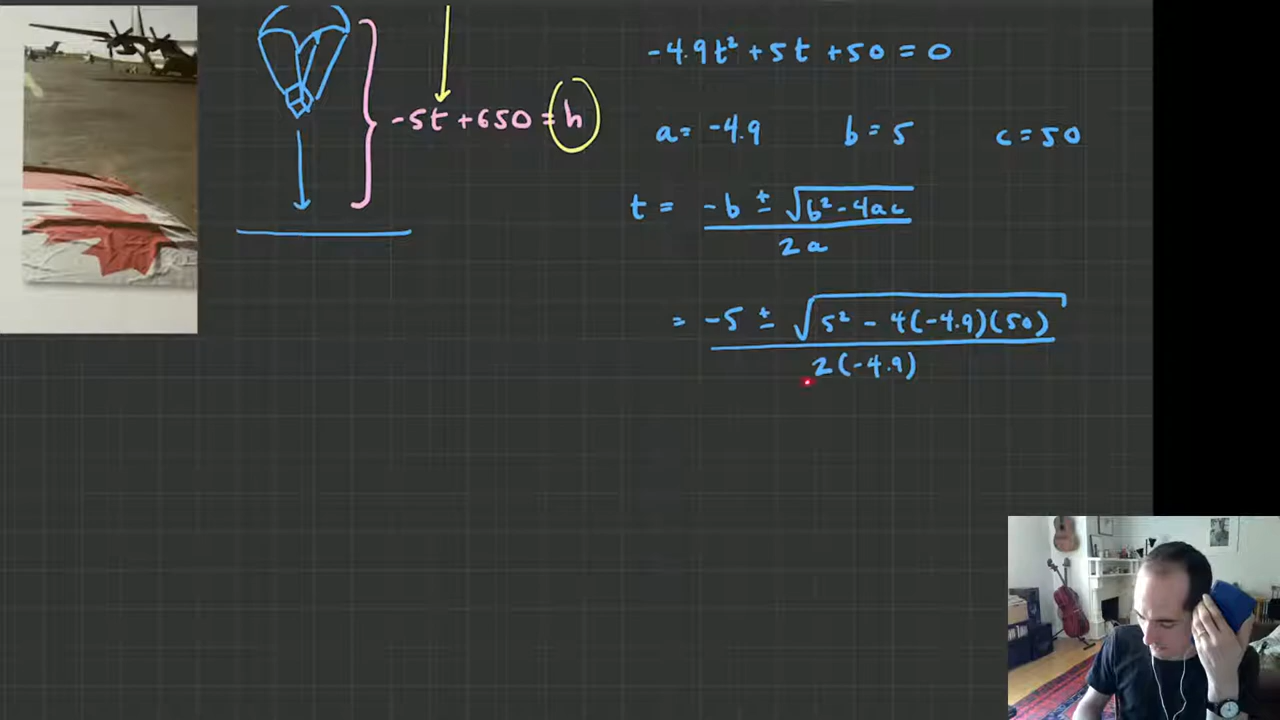 -5t + 650 = h
-4.9t² + 5t + 50 = 0
a = -4.9 b = 5 c = 50
t = -b ± √b² - 4ac
2a
= -5 ± √5² - 4(-4.9)(50)
2(-4.9)